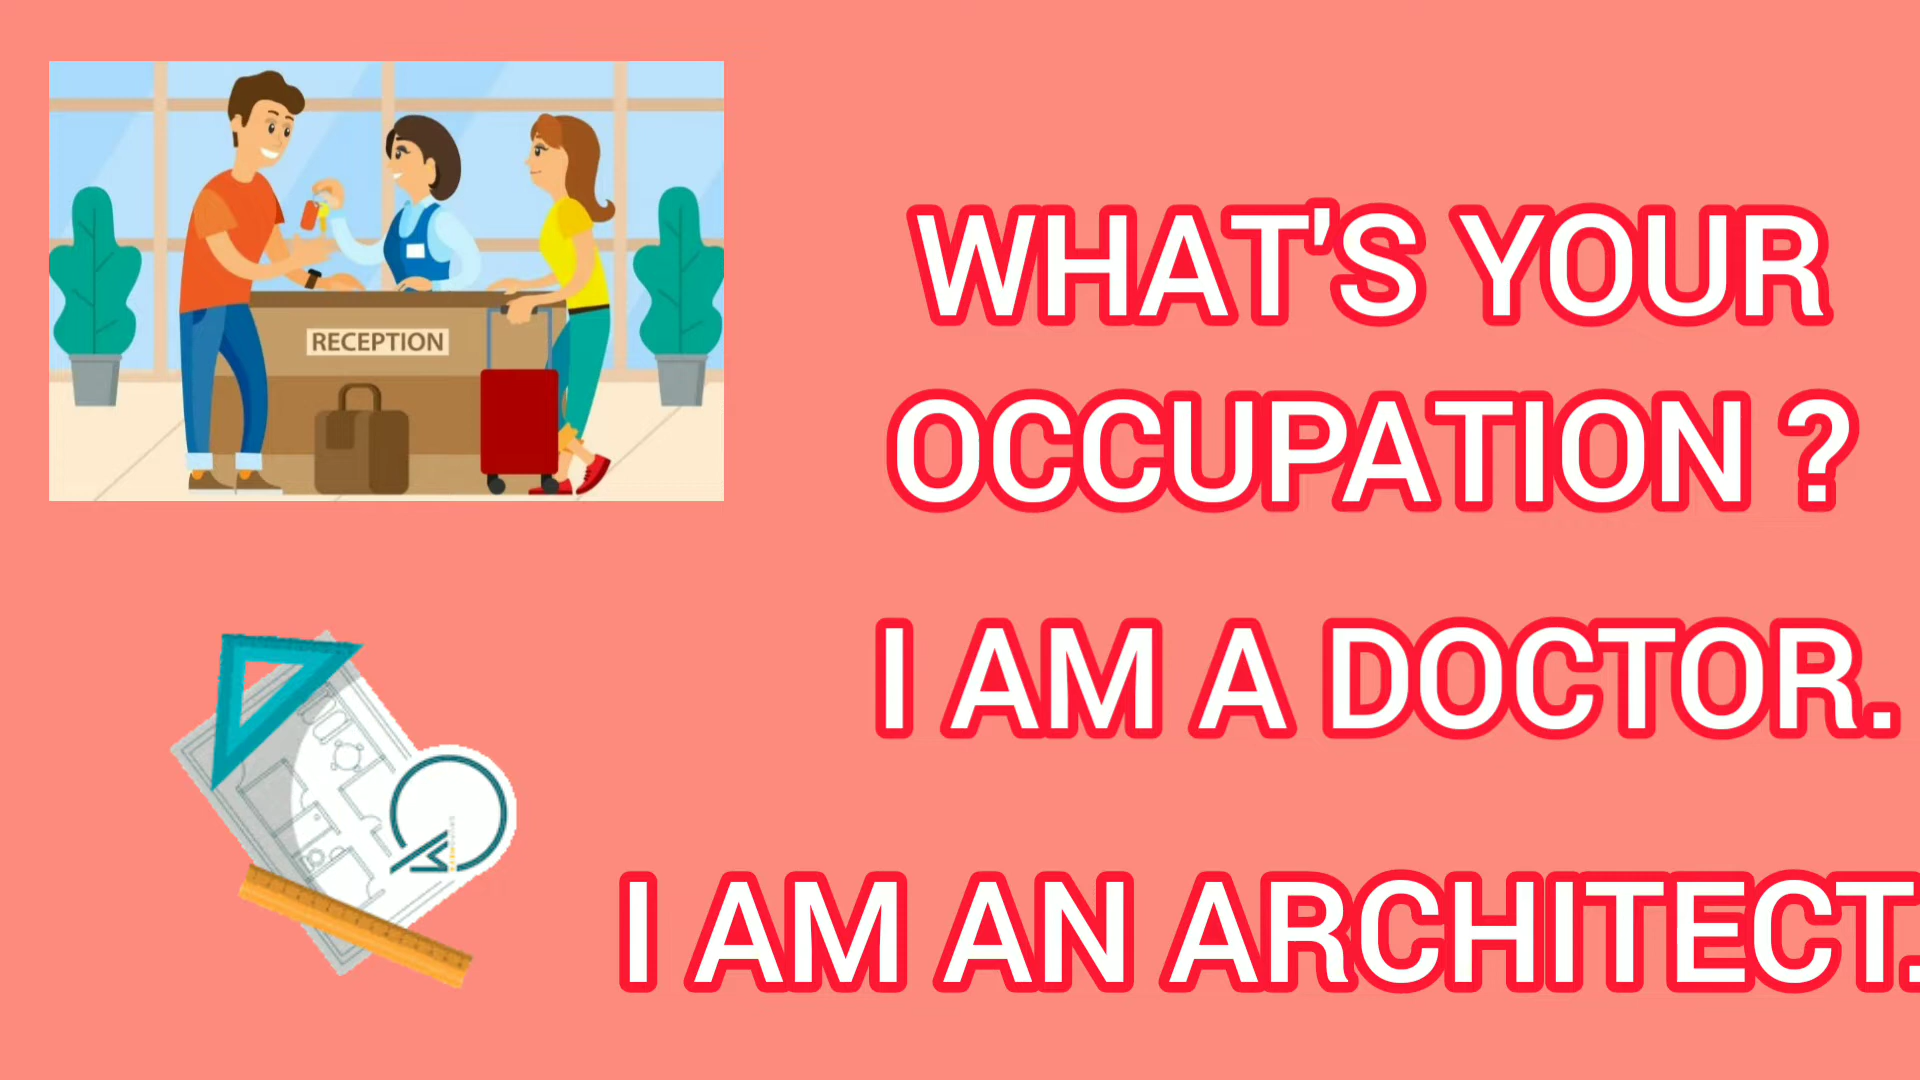 RECEPTION
WHAT'S YOUR
OCCUPATION ?
I AM A DOCTOR.
I AM AN ARCHITECT.